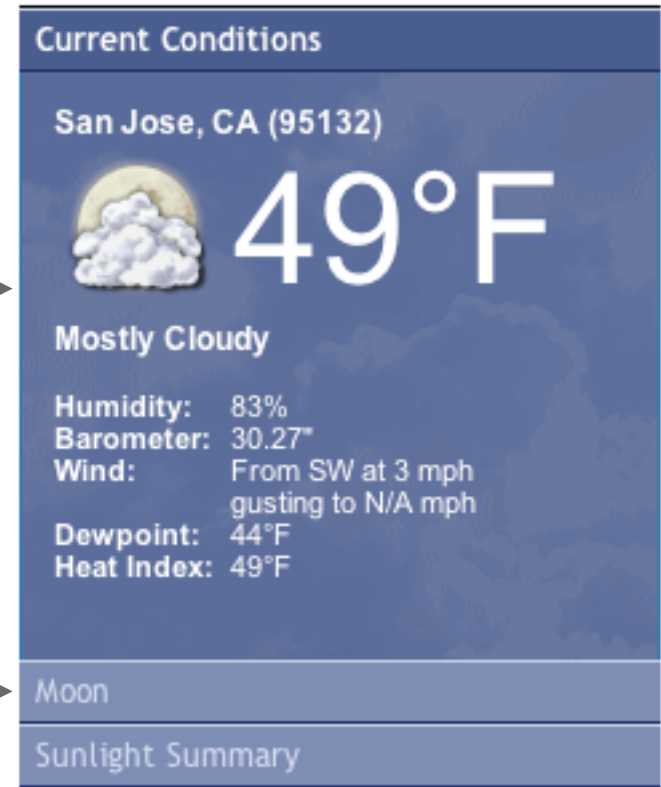 Current Conditions
San Jose, CA (95132)
49°F
Mostly Cloudy
Humidity: 83%
Barometer: 30.27"
Wind: From SW at 3 mph
gusting to N/A mph
Dewpoint: 44°F
Heat Index: 49°F
Moon
Sunlight Summary